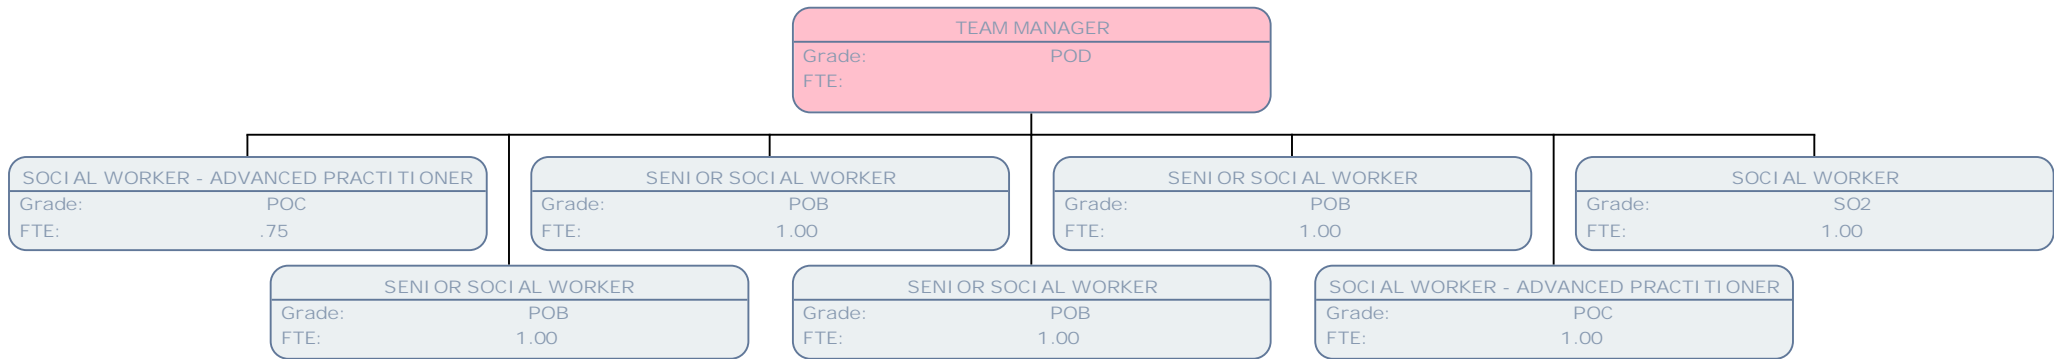 TEAM MANAGER
Grade: POD
FTE:
SOCIAL WORKER - ADVANCED PRACTITIONER
Grade: POC
FTE: .75
SENIOR SOCIAL WORKER
Grade: POB
FTE: 1.00
SENIOR SOCIAL WORKER
Grade: POB
FTE: 1.00
SOCIAL WORKER
Grade: SO2
FTE: 1.00
SENIOR SOCIAL WORKER
Grade: POB
FTE: 1.00
SENIOR SOCIAL WORKER
Grade: POB
FTE: 1.00
SOCIAL WORKER - ADVANCED PRACTITIONER
Grade: POC
FTE: 1.00